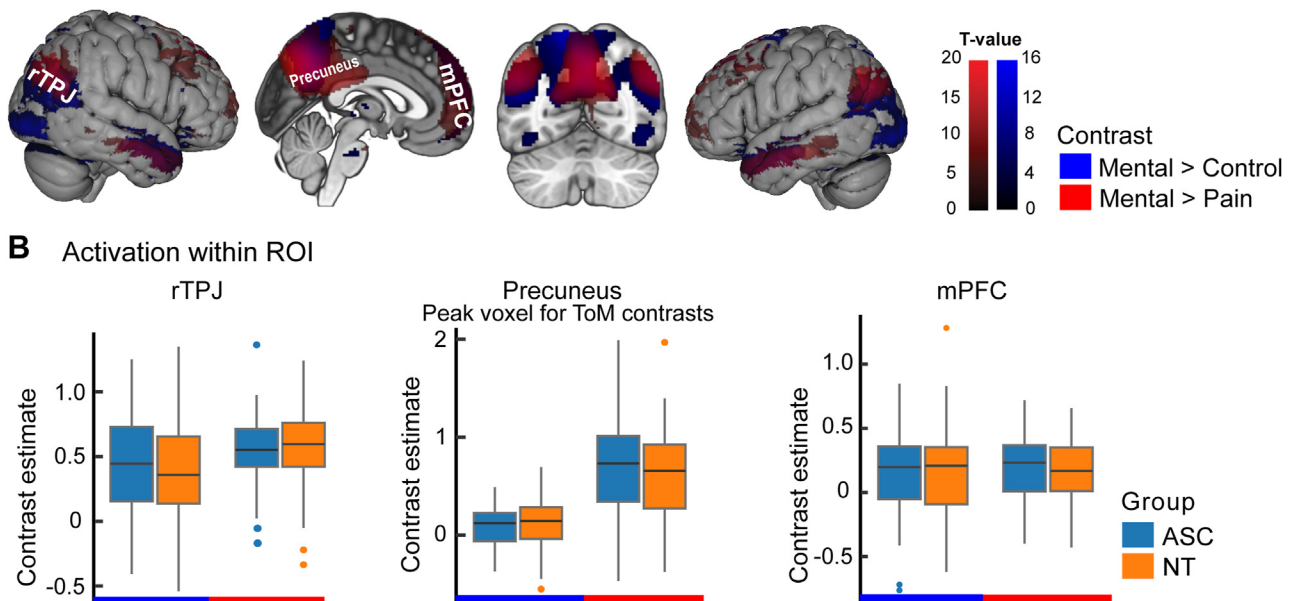 rTPJ
Precuneus
mPFC
T-value
20 16
15 12
10 8
5 4
0 0
Contrast
Mental > Control
Mental > Pain
B Activation within ROI
rTPJ
Contrast estimate
1.0
0.5
0
-0.5
Precuneus
Peak voxel for ToM contrasts
Contrast estimate
2
1
0
mPFC
Contrast estimate
1.0
0.5
0
-0.5
Group
ASC
NT